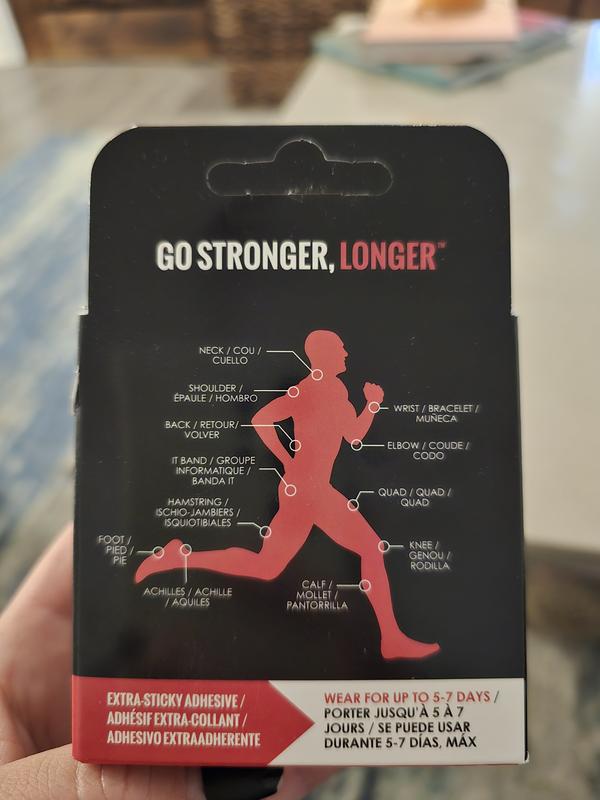 GO STRONGER, LONGER™
NECK / COU /
CUELLO
SHOULDER /
ÉPAULE / HOMBRO
WRIST / BRACELET /
MUÑECA
BACK / RETOUR/
VOLVER
ELBOW / COUDE /
CODO
IT BAND / GROUPE
INFORMATIQUE /
BANDA IT
QUAD / QUAD /
QUAD
HAMSTRING /
ISCHIO-JAMBIERS /
ISQUIOTIBIALES
FOOT /
PIED /
PIE
KNEE /
GENOU /
RODILLA
ACHILLES / ACHILLE
/ AQUILES
CALF /
MOLLET /
PANTORRILLA
EXTRA-STICKY ADHESIVE /
ADHÉSIF EXTRA-COLLANT /
ADHESIVO EXTRAADHERENTE
WEAR FOR UP TO 5-7 DAYS /
PORTER JUSQU'À 5 À 7
JOURS / SE PUEDE USAR
DURANTE 5-7 DÍAS, MÁX